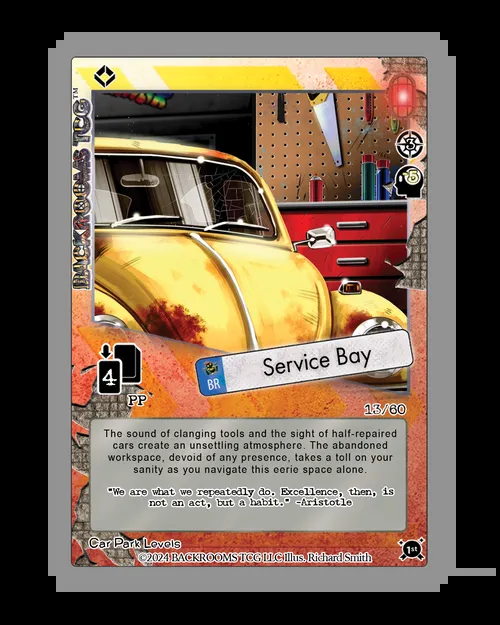 BACKROOMS TCG™
3
5
4
PP
BR
Service Bay
13/60
The sound of clanging tools and the sight of half-repaired
cars create an unsettling atmosphere. The abandoned
workspace, devoid of any presence, takes a toll on your
sanity as you navigate this eerie space alone.
"We are what we repeatedly do. Excellence, then, is
not an act, but a habit." -Aristotle
Car Park Levels
©2024 BACKROOMS TCG LLC Illus. Richard Smith
1st